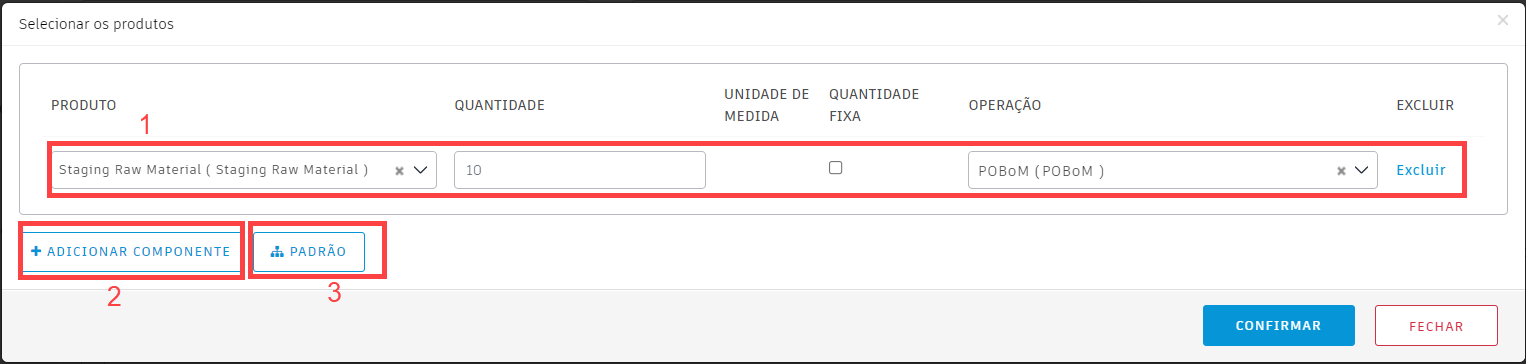 Selecionar os produtos
PRODUTO QUANTIDADE UNIDADE DE MEDIDA QUANTIDADE FIXA OPERAÇÃO EXCLUIR
1
Staging Raw Material ( Staging Raw Material ) 10 POBoM ( POBoM ) Excluir
ADICIONAR COMPONENTE PADRÃO
2 3
CONFIRMAR FECHAR